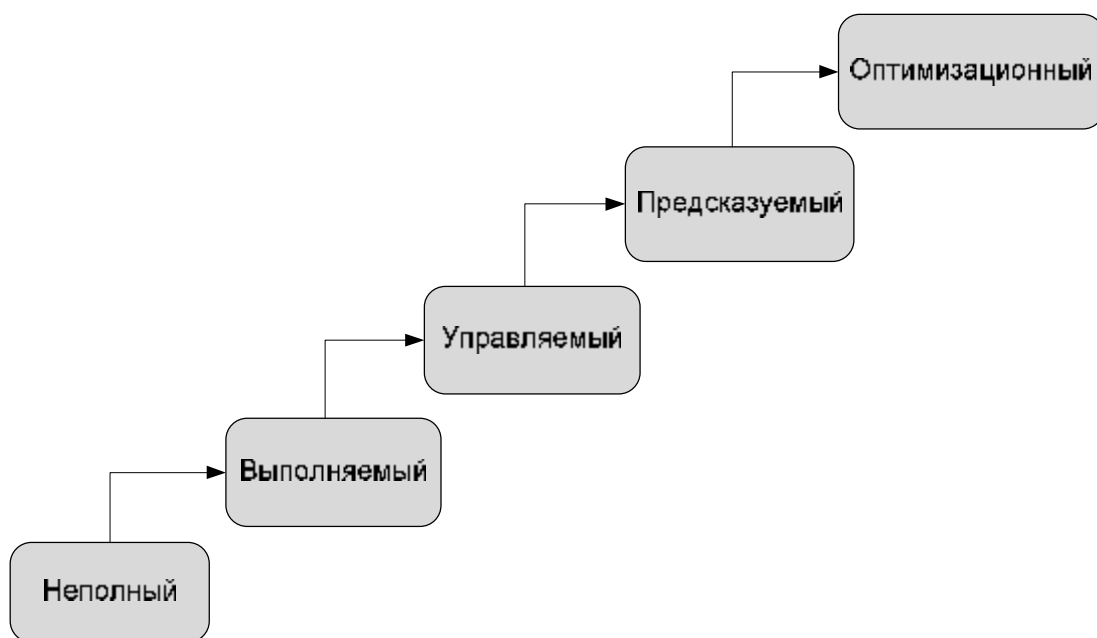 Оптимизационный
Предсказуемый
Управляемый
Выполняемый
Неполный